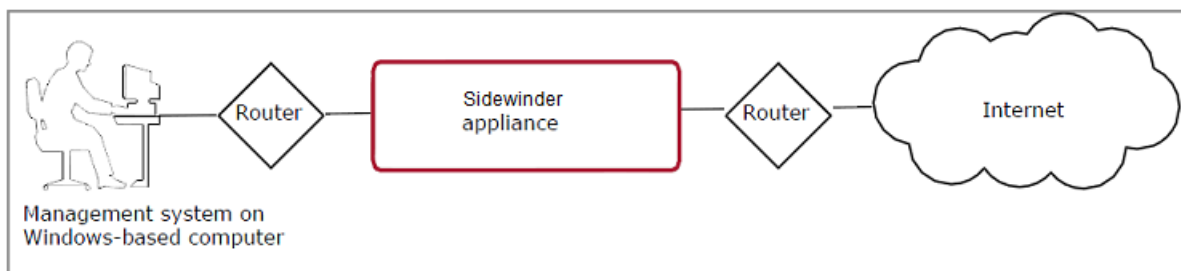 Router
Sidewinder
appliance
Router
Internet
Management system on
Windows-based computer